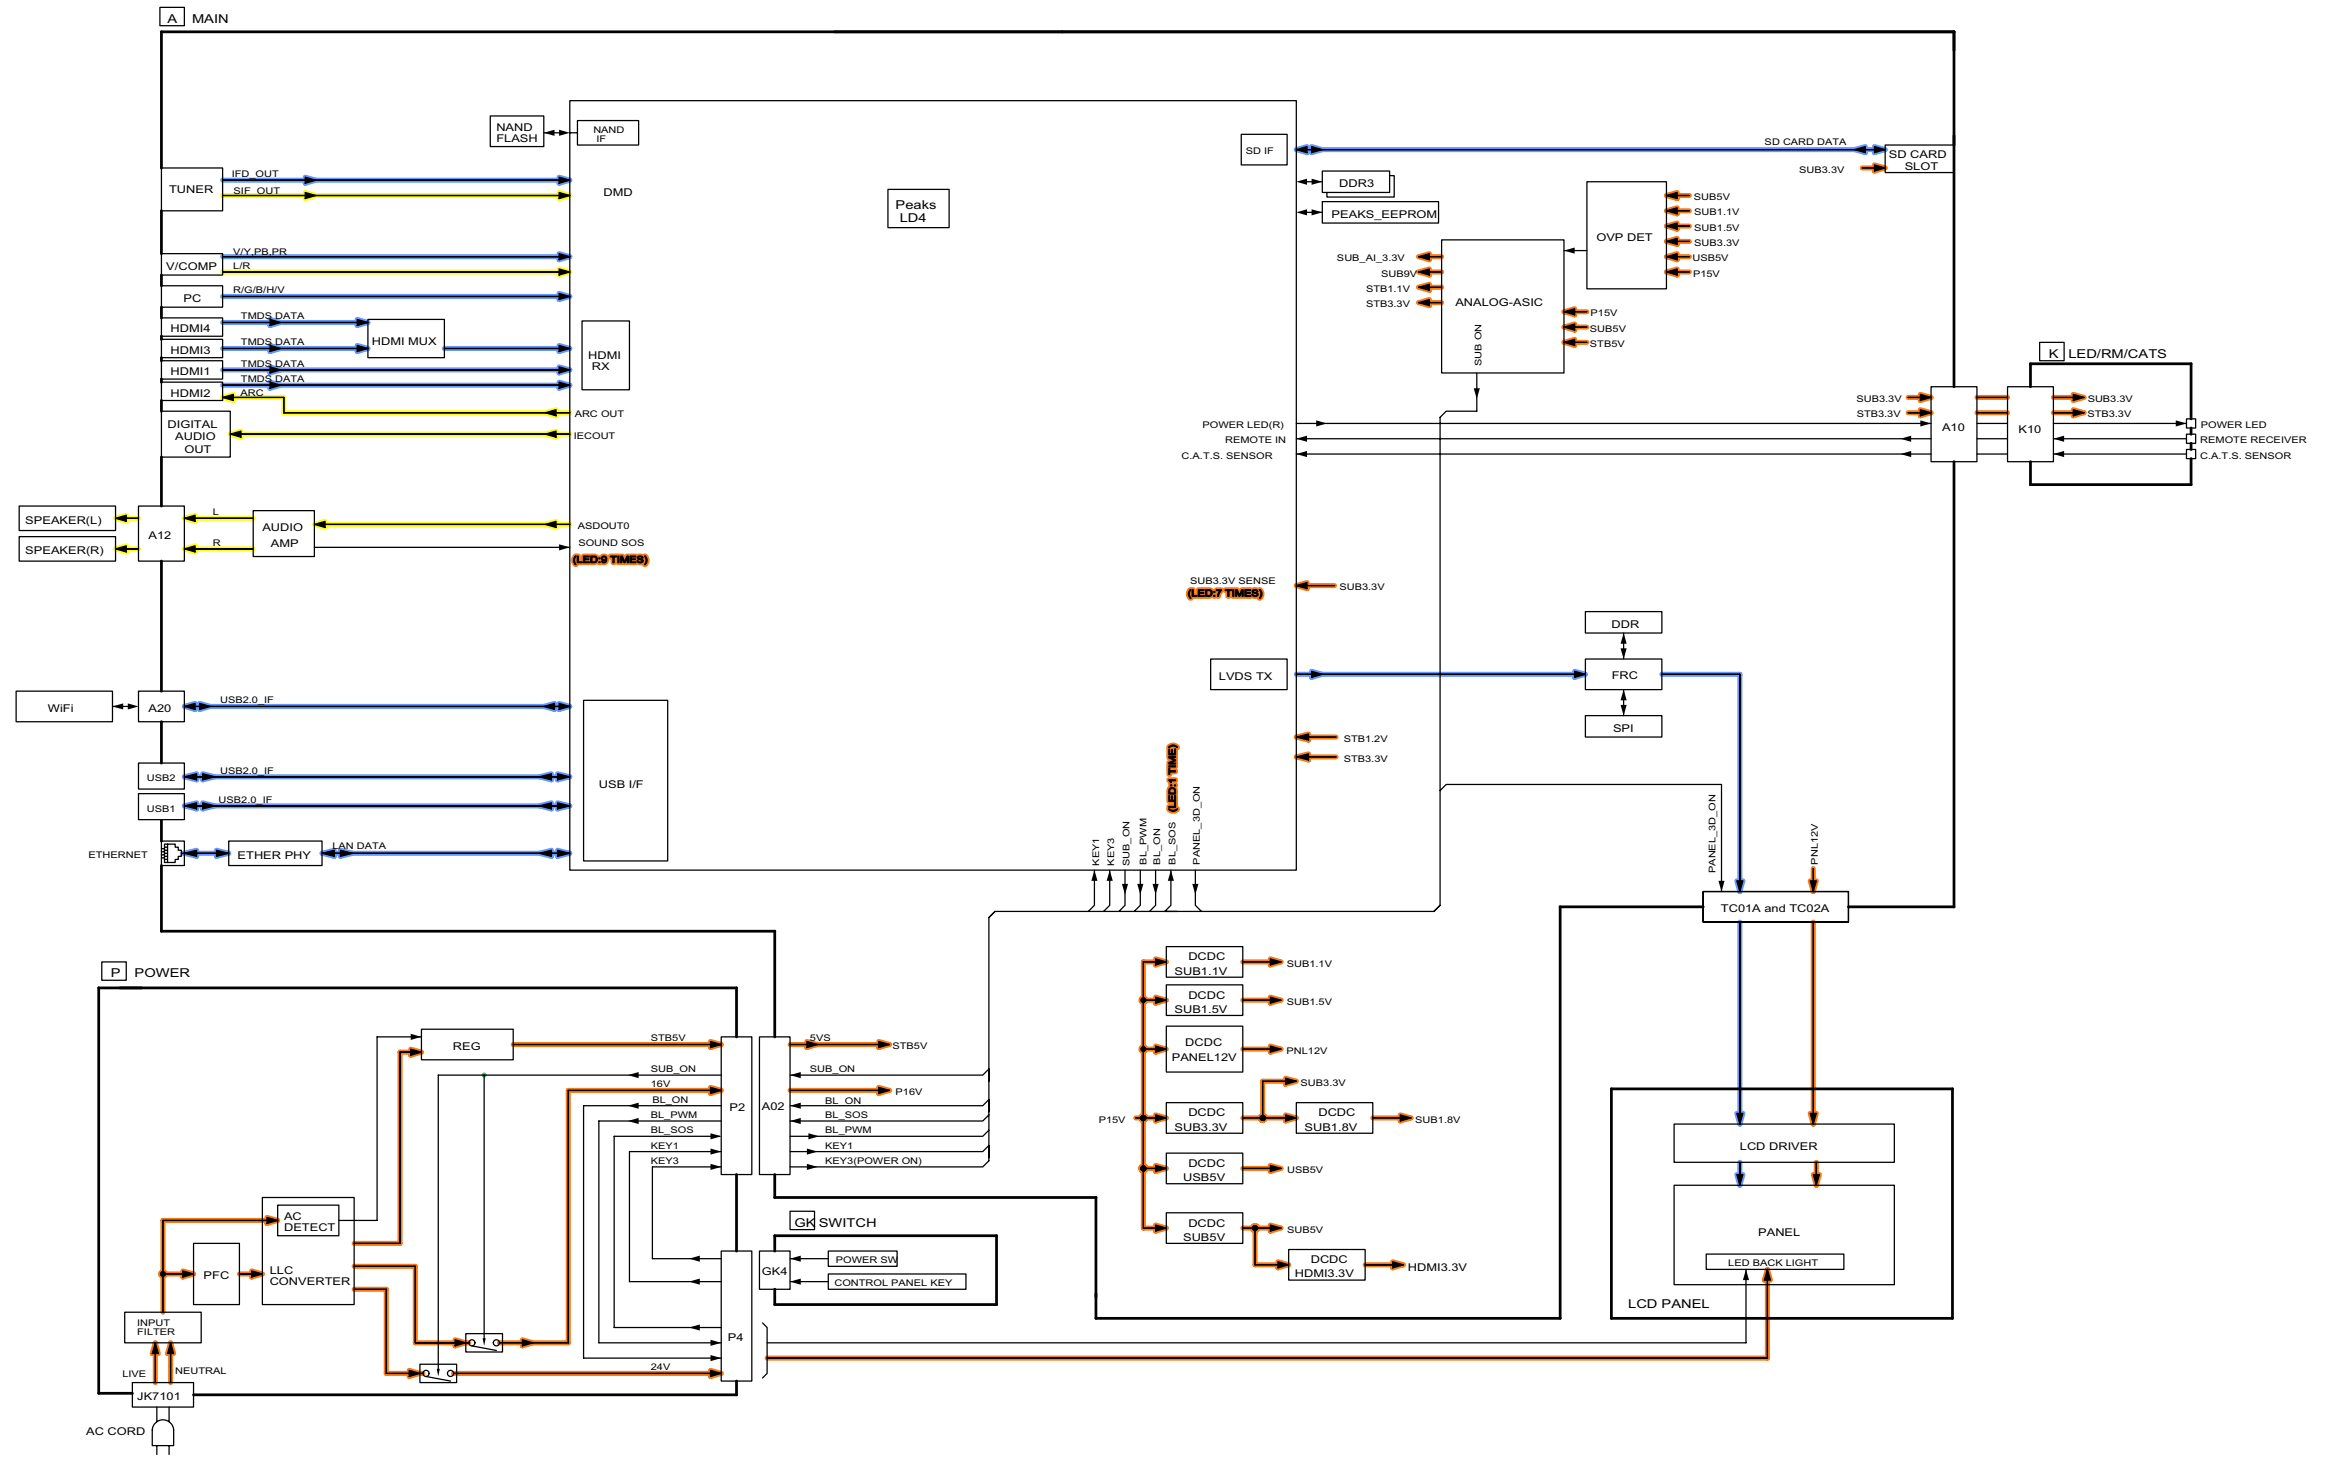 A MAIN
NAND
FLASH
NAND
IF
SD IF
SD CARD DATA
SD CARD
SLOT
SUB3.3V
TUNER
IFD_OUT
SIF_OUT
DMD
Peaks
LD4
DDR3
PEAKS_EEPROM
OVP DET
SUB5V
SUB1.1V
SUB1.5V
SUB3.3V
USB5V
P15V
V/COMP
V/Y,PB,PR
L/R
PC
R/G/B/H/V
HDMI4
TMDS DATA
HDMI3
TMDS DATA
HDMI MUX
HDMI1
TMDS DATA
HDMI2
TMDS DATA
ARC
HDMI
RX
ARC OUT
DIGITAL
AUDIO
OUT
IECOUT
SUB_AI_3.3V
SUB9V
STB1.1V
STB3.3V
ANALOG-ASIC
SUB ON
P15V
SUB5V
STB5V
K LED/RM/CATS
SUB3.3V
STB3.3V
A10
K10
SUB3.3V
STB3.3V
POWER LED(R)
REMOTE IN
C.A.T.S. SENSOR
POWER LED
REMOTE RECEIVER
C.A.T.S. SENSOR
SPEAKER(L)
SPEAKER(R)
A12
L
R
AUDIO
AMP
ASDOUT0
SOUND SOS
(LED:9 TIMES)
SUB3.3V SENSE
(LED:7 TIMES)
SUB3.3V
DDR
LVDS TX
FRC
SPI
WiFi
A20
USB2.0_IF
USB2
USB2.0_IF
USB1
USB2.0_IF
USB I/F
ETHERNET
ETHER PHY
LAN DATA
STB1.2V
STB3.3V
KEY1
KEY3
SUB_ON
BL_PWM
BL_ON
BL_SOS
(LED:1 TIME)
PANEL_3D_ON
PANEL_3D_ON
PNL12V
TC01A and TC02A
P POWER
REG
STB5V
SUB_ON
16V
BL_ON
BL_PWM
BL_SOS
KEY1
KEY3
P2
A02
5VS
STB5V
SUB_ON
P16V
BL_ON
BL_SOS
BL_PWM
KEY1
KEY3(POWER ON)
DCDC
SUB1.1V
SUB1.1V
DCDC
SUB1.5V
SUB1.5V
DCDC
PANEL12V
PNL12V
SUB3.3V
P15V
DCDC
SUB3.3V
DCDC
SUB1.8V
SUB1.8V
DCDC
USB5V
USB5V
DCDC
SUB5V
SUB5V
DCDC
HDMI3.3V
HDMI3.3V
LCD DRIVER
PANEL
LED BACK LIGHT
LCD PANEL
AC
DETECT
PFC
LLC
CONVERTER
INPUT
FILTER
LIVE
NEUTRAL
JK7101
AC CORD
GK SWITCH
GK4
POWER SW
CONTROL PANEL KEY
P4
24V